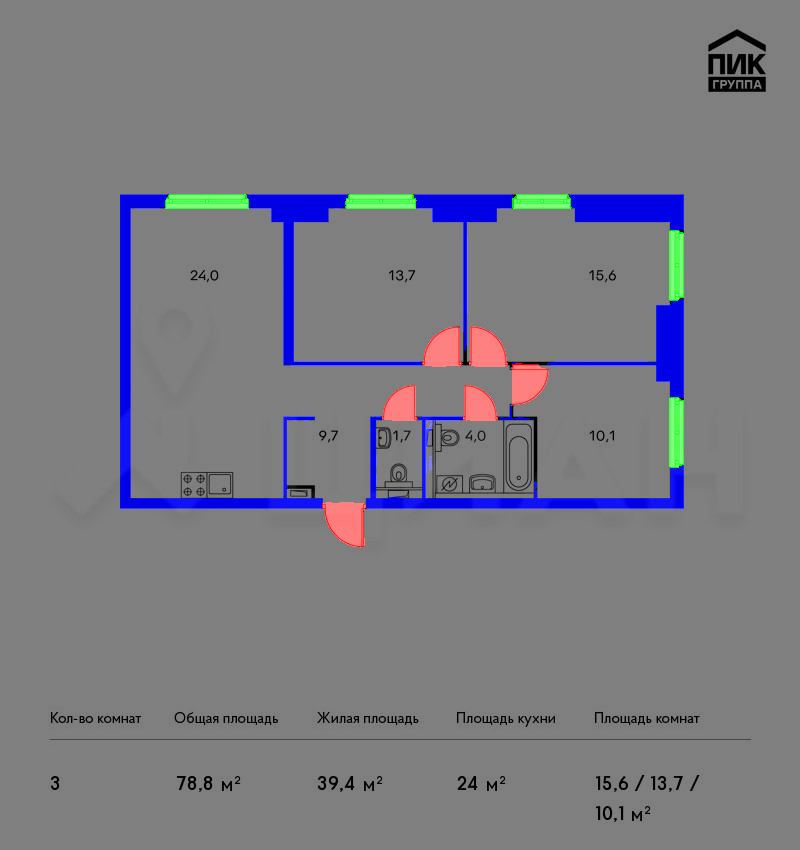 ПИК
ГРУППА
24,0
13,7
15,6
9,7
1,7
4,0
10,1
ЦИАН
Кол-во комнат Общая площадь Жилая площадь Площадь кухни Площадь комнат
3 78,8 м² 39,4 м² 24 м² 15,6 / 13,7 /
10,1 м²